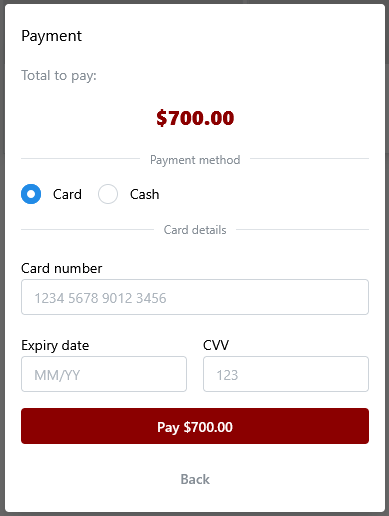 Payment
Total to pay:
$700.00
Payment method
Card Cash
Card details
Card number
1234 5678 9012 3456
Expiry date CVV
MM/YY 123
Pay $700.00
Back